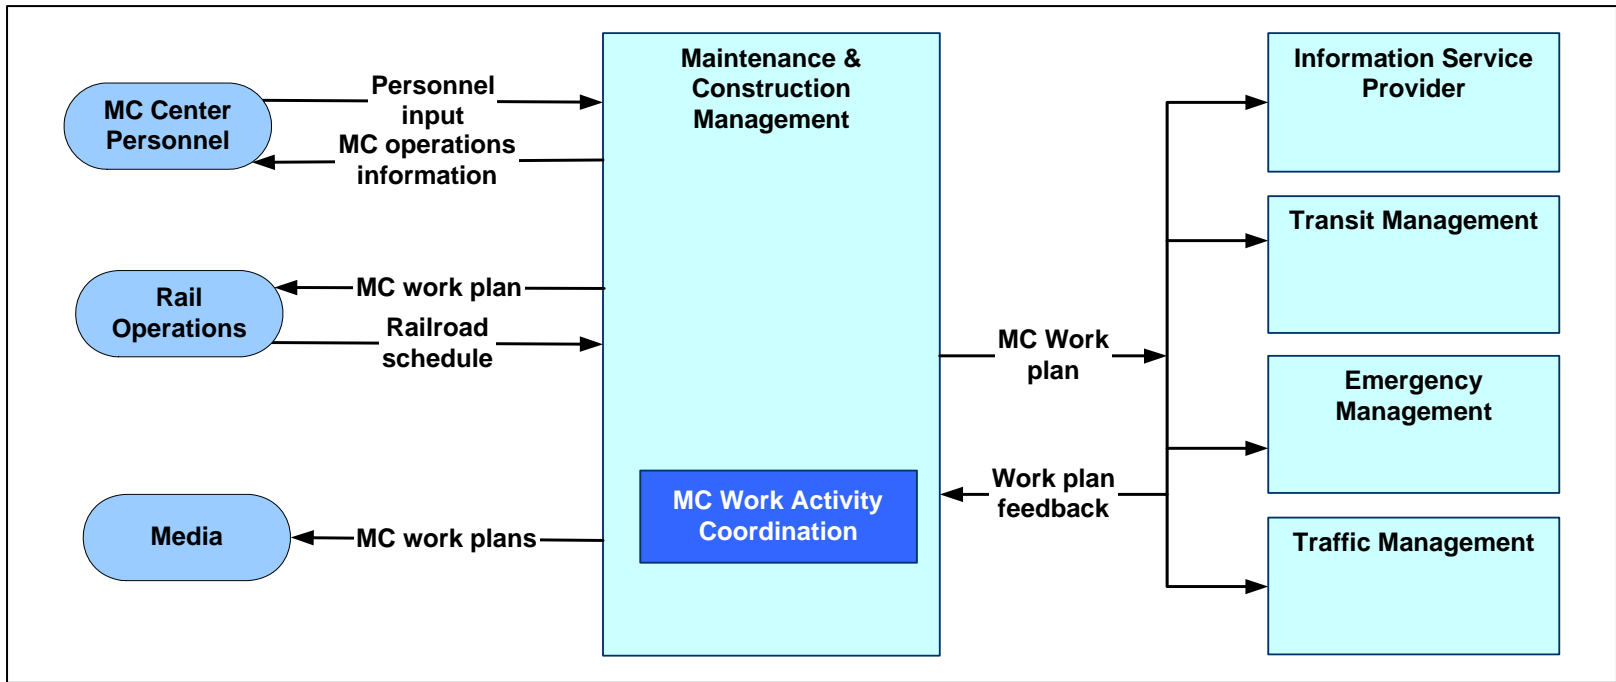 MC Center
Personnel
Personnel
input
MC operations
information
Rail
Operations
MC work plan
Railroad
schedule
Media
MC work plans
Maintenance &
Construction
Management
MC Work Activity
Coordination
MC Work
plan
Work plan
feedback
Information Service
Provider
Transit Management
Emergency
Management
Traffic Management